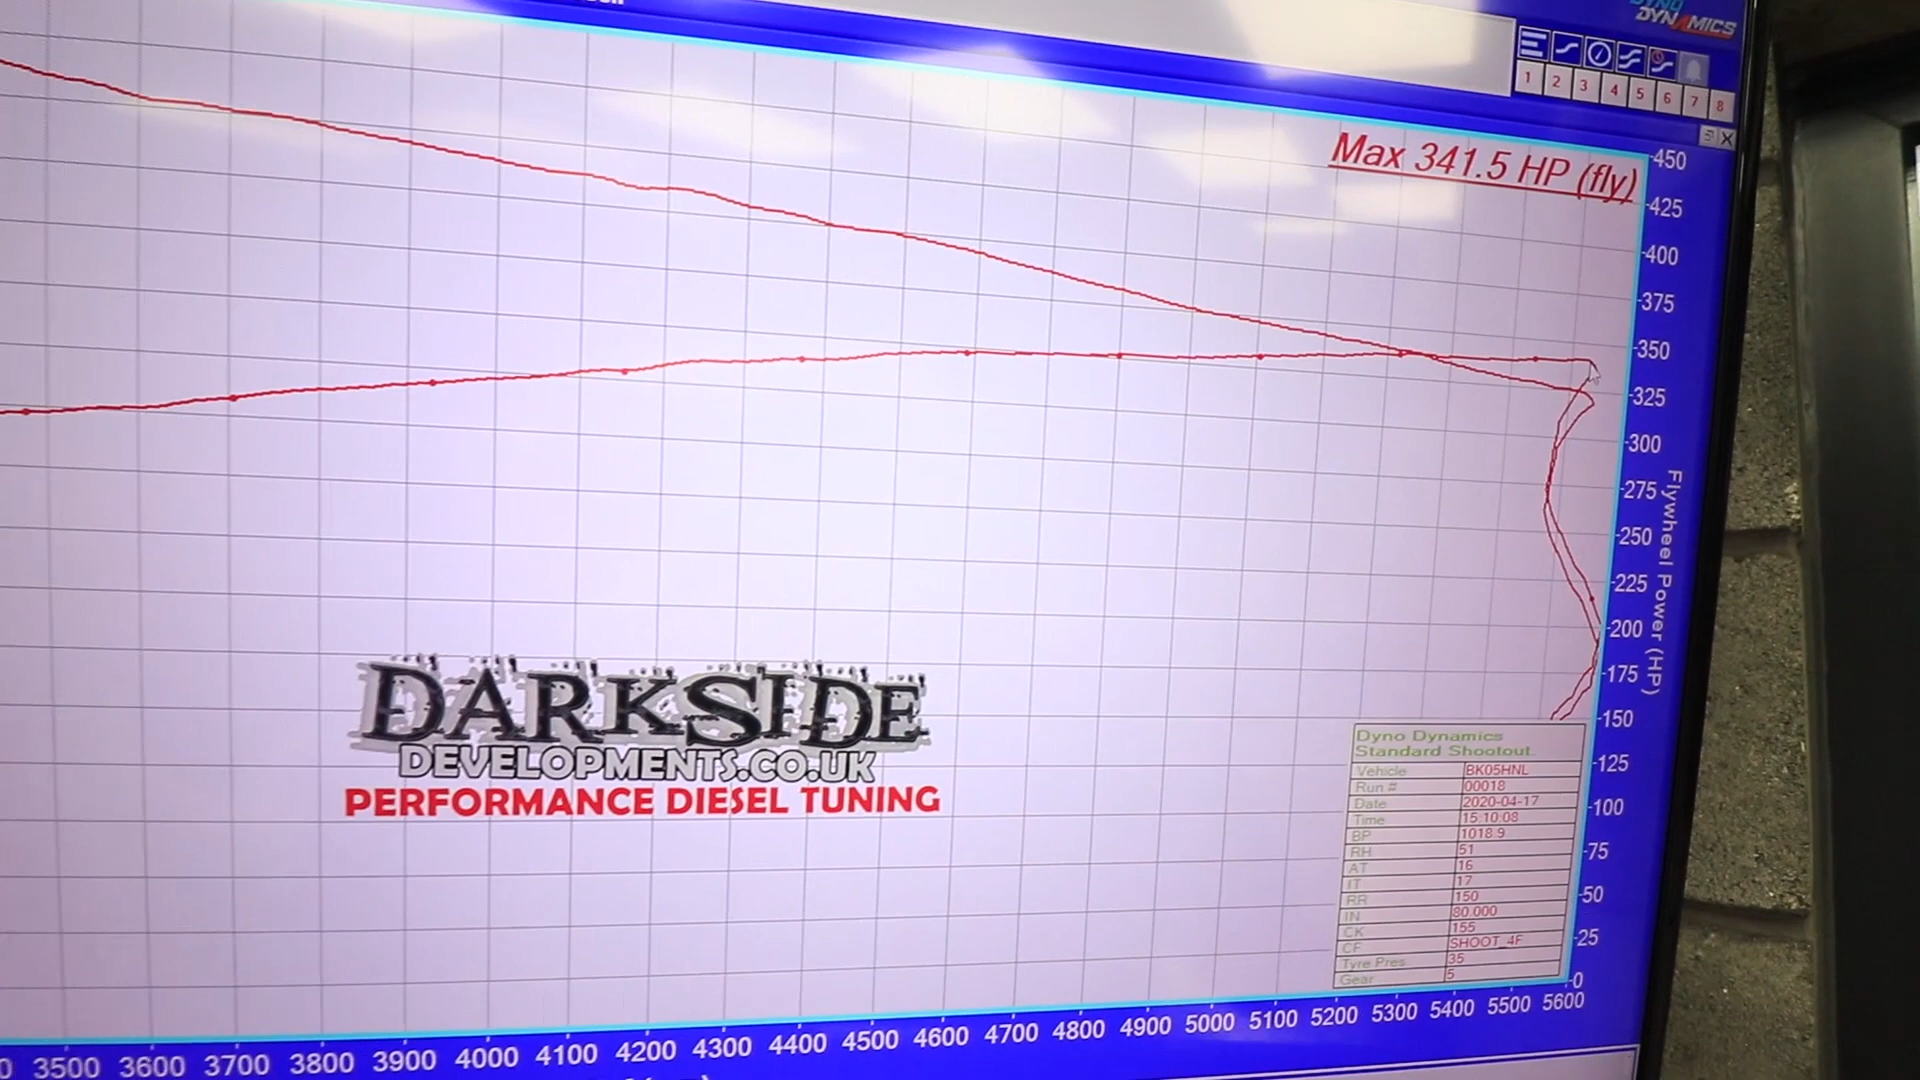 DYNO
DYNAMICS
1 2 3 4 5 6 7 8
Max 341.5 HP (fly)
450
425
400
375
350
325
300
275
250
225
200
175
150
125
100
75
50
25
0
Flywheel Power (HP)
DARKSIDE
DEVELOPMENTS.CO.UK
PERFORMANCE DIESEL TUNING
Dyno Dynamics
Standard Shootout.
Vehicle BK05HNL
Run # 00018
Date 2020-04-17
Time 15:10:08
BP 1018.9
RH 51
AT 16
IT 17
RR 150
IN 80.000
CK 155
CF SHOOT_4F
Tyre Pres 35
Gear 5
3500 3600 3700 3800 3900 4000 4100 4200 4300 4400 4500 4600 4700 4800 4900 5000 5100 5200 5300 5400 5500 5600